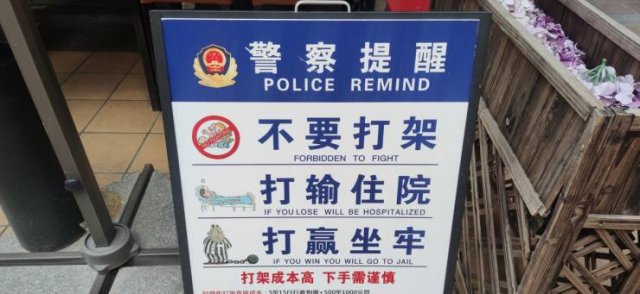 警察提醒
POLICE REMIND
不要打架
FORBIDDEN TO FIGHT
打输住院
IF YOU LOSE WILL BE HOSPITALIZED
打赢坐牢
IF YOU WIN YOU WILL GO TO JAIL
打架成本高 下手需谨慎